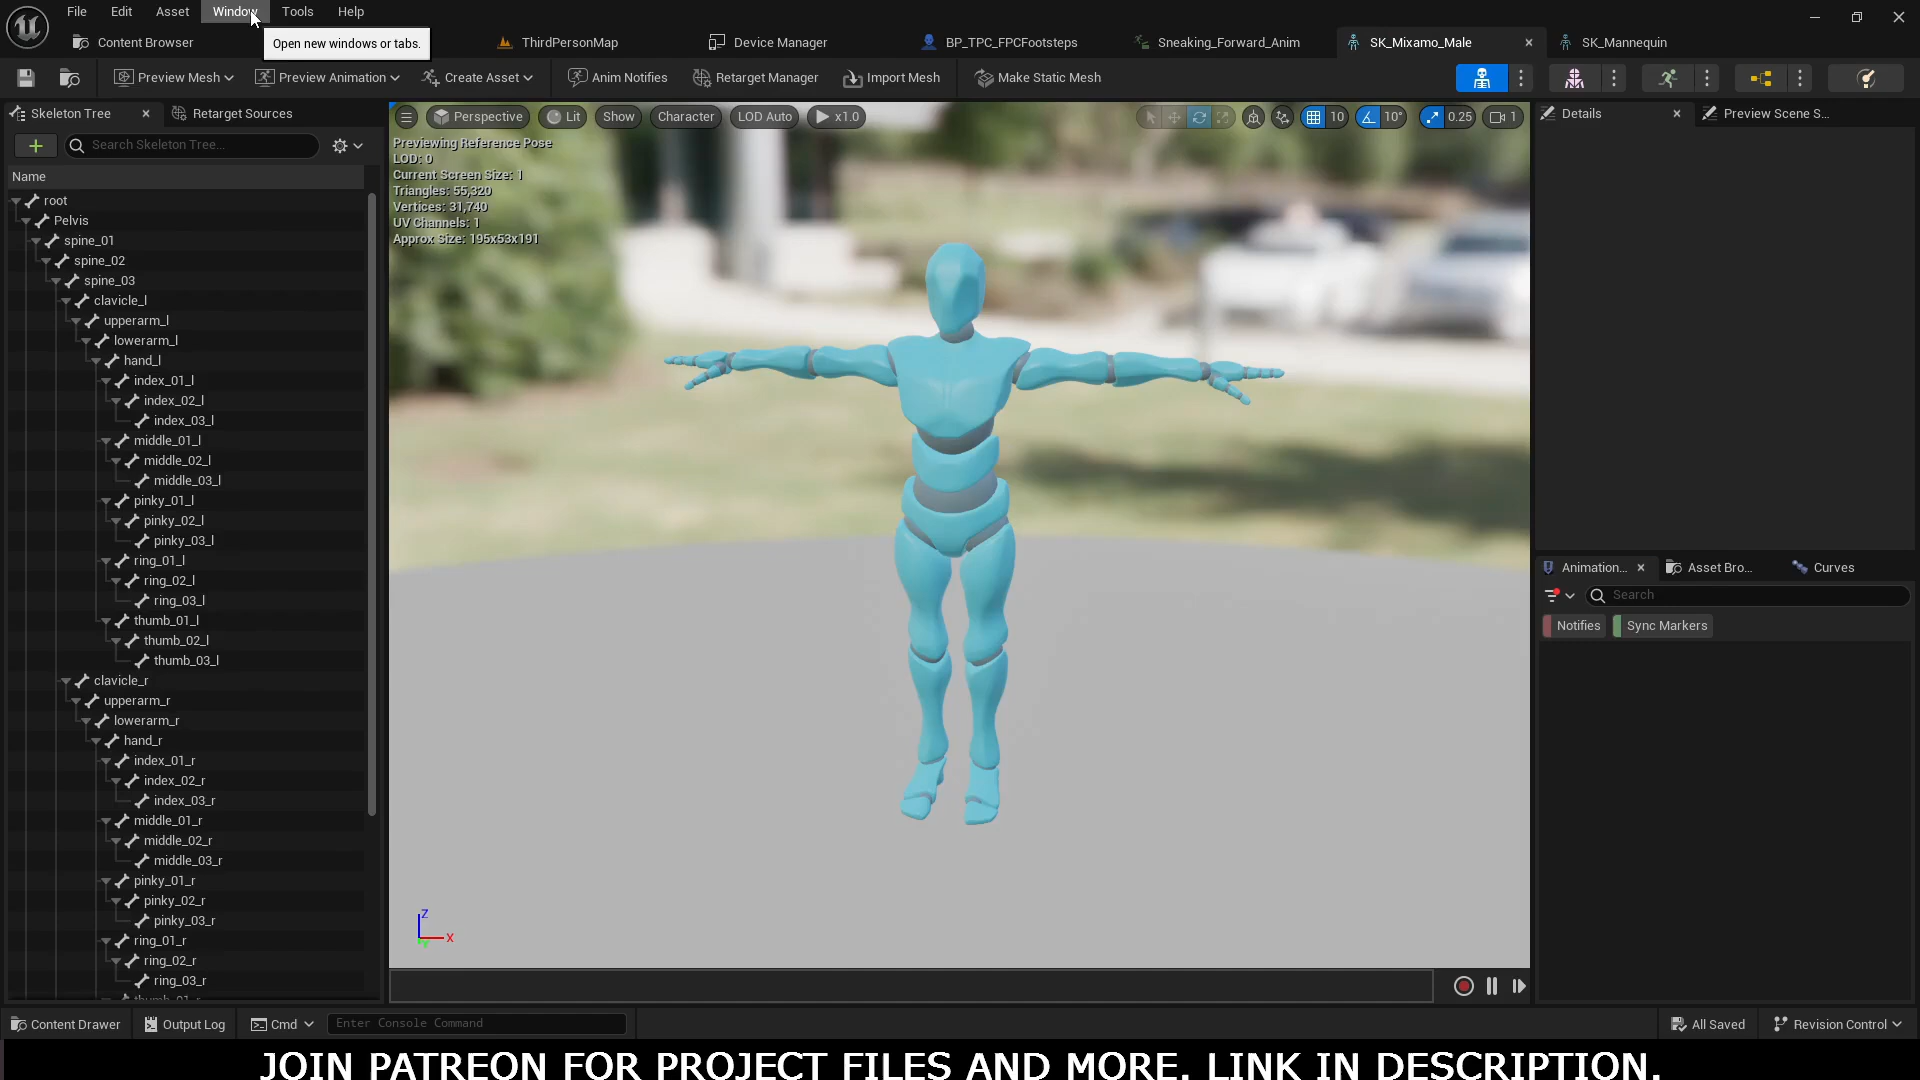 File Edit Asset Window Tools Help
Open new windows or tabs.
Content Browser ThirdPersonMap Device Manager BP_TPC_FPCFootsteps Sneaking_Forward_Anim SK_Mixamo_Male SK_Mannequin
Preview Mesh Preview Animation Create Asset Anim Notifies Retarget Manager Import Mesh Make Static Mesh
Skeleton Tree Retarget Sources
Search Skeleton Tree...
Name
root
Pelvis
spine_01
spine_02
spine_03
clavicle_l
upperarm_l
lowerarm_l
hand_l
index_01_l
index_02_l
index_03_l
middle_01_l
middle_02_l
middle_03_l
pinky_01_l
pinky_02_l
pinky_03_l
ring_01_l
ring_02_l
ring_03_l
thumb_01_l
thumb_02_l
thumb_03_l
clavicle_r
upperarm_r
lowerarm_r
hand_r
index_01_r
index_02_r
index_03_r
middle_01_r
middle_02_r
middle_03_r
pinky_01_r
pinky_02_r
pinky_03_r
ring_01_r
ring_02_r
ring_03_r
thumb_01_r
Perspective Lit Show Character LOD Auto x1.0 10 10° 0.25 1
Previewing Reference Pose
LOD: 0
Current Screen Size: 1
Triangles: 55,320
Vertices: 31,740
UV Channels: 1
Approx Size: 195x53x191
Z
X
Details Preview Scene S...
Animation... Asset Bro... Curves
Search
Notifies Sync Markers
Content Drawer Output Log Cmd Enter Console Command All Saved Revision Control
JOIN PATREON FOR PROJECT FILES AND MORE. LINK IN DESCRIPTION.